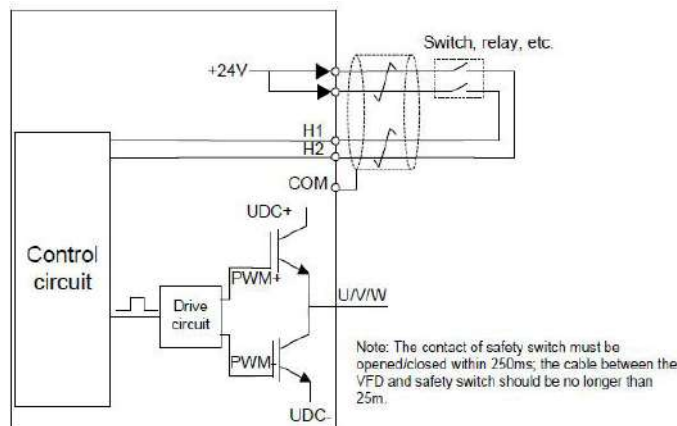 Switch, relay, etc.
+24V
H1
H2
COM
UDC+
Control
circuit
PWM+
Drive
circuit
U/V/W
PWM-
UDC-
Note: The contact of safety switch must be
opened/closed within 250ms; the cable between the
VFD and safety switch should be no longer than
25m.